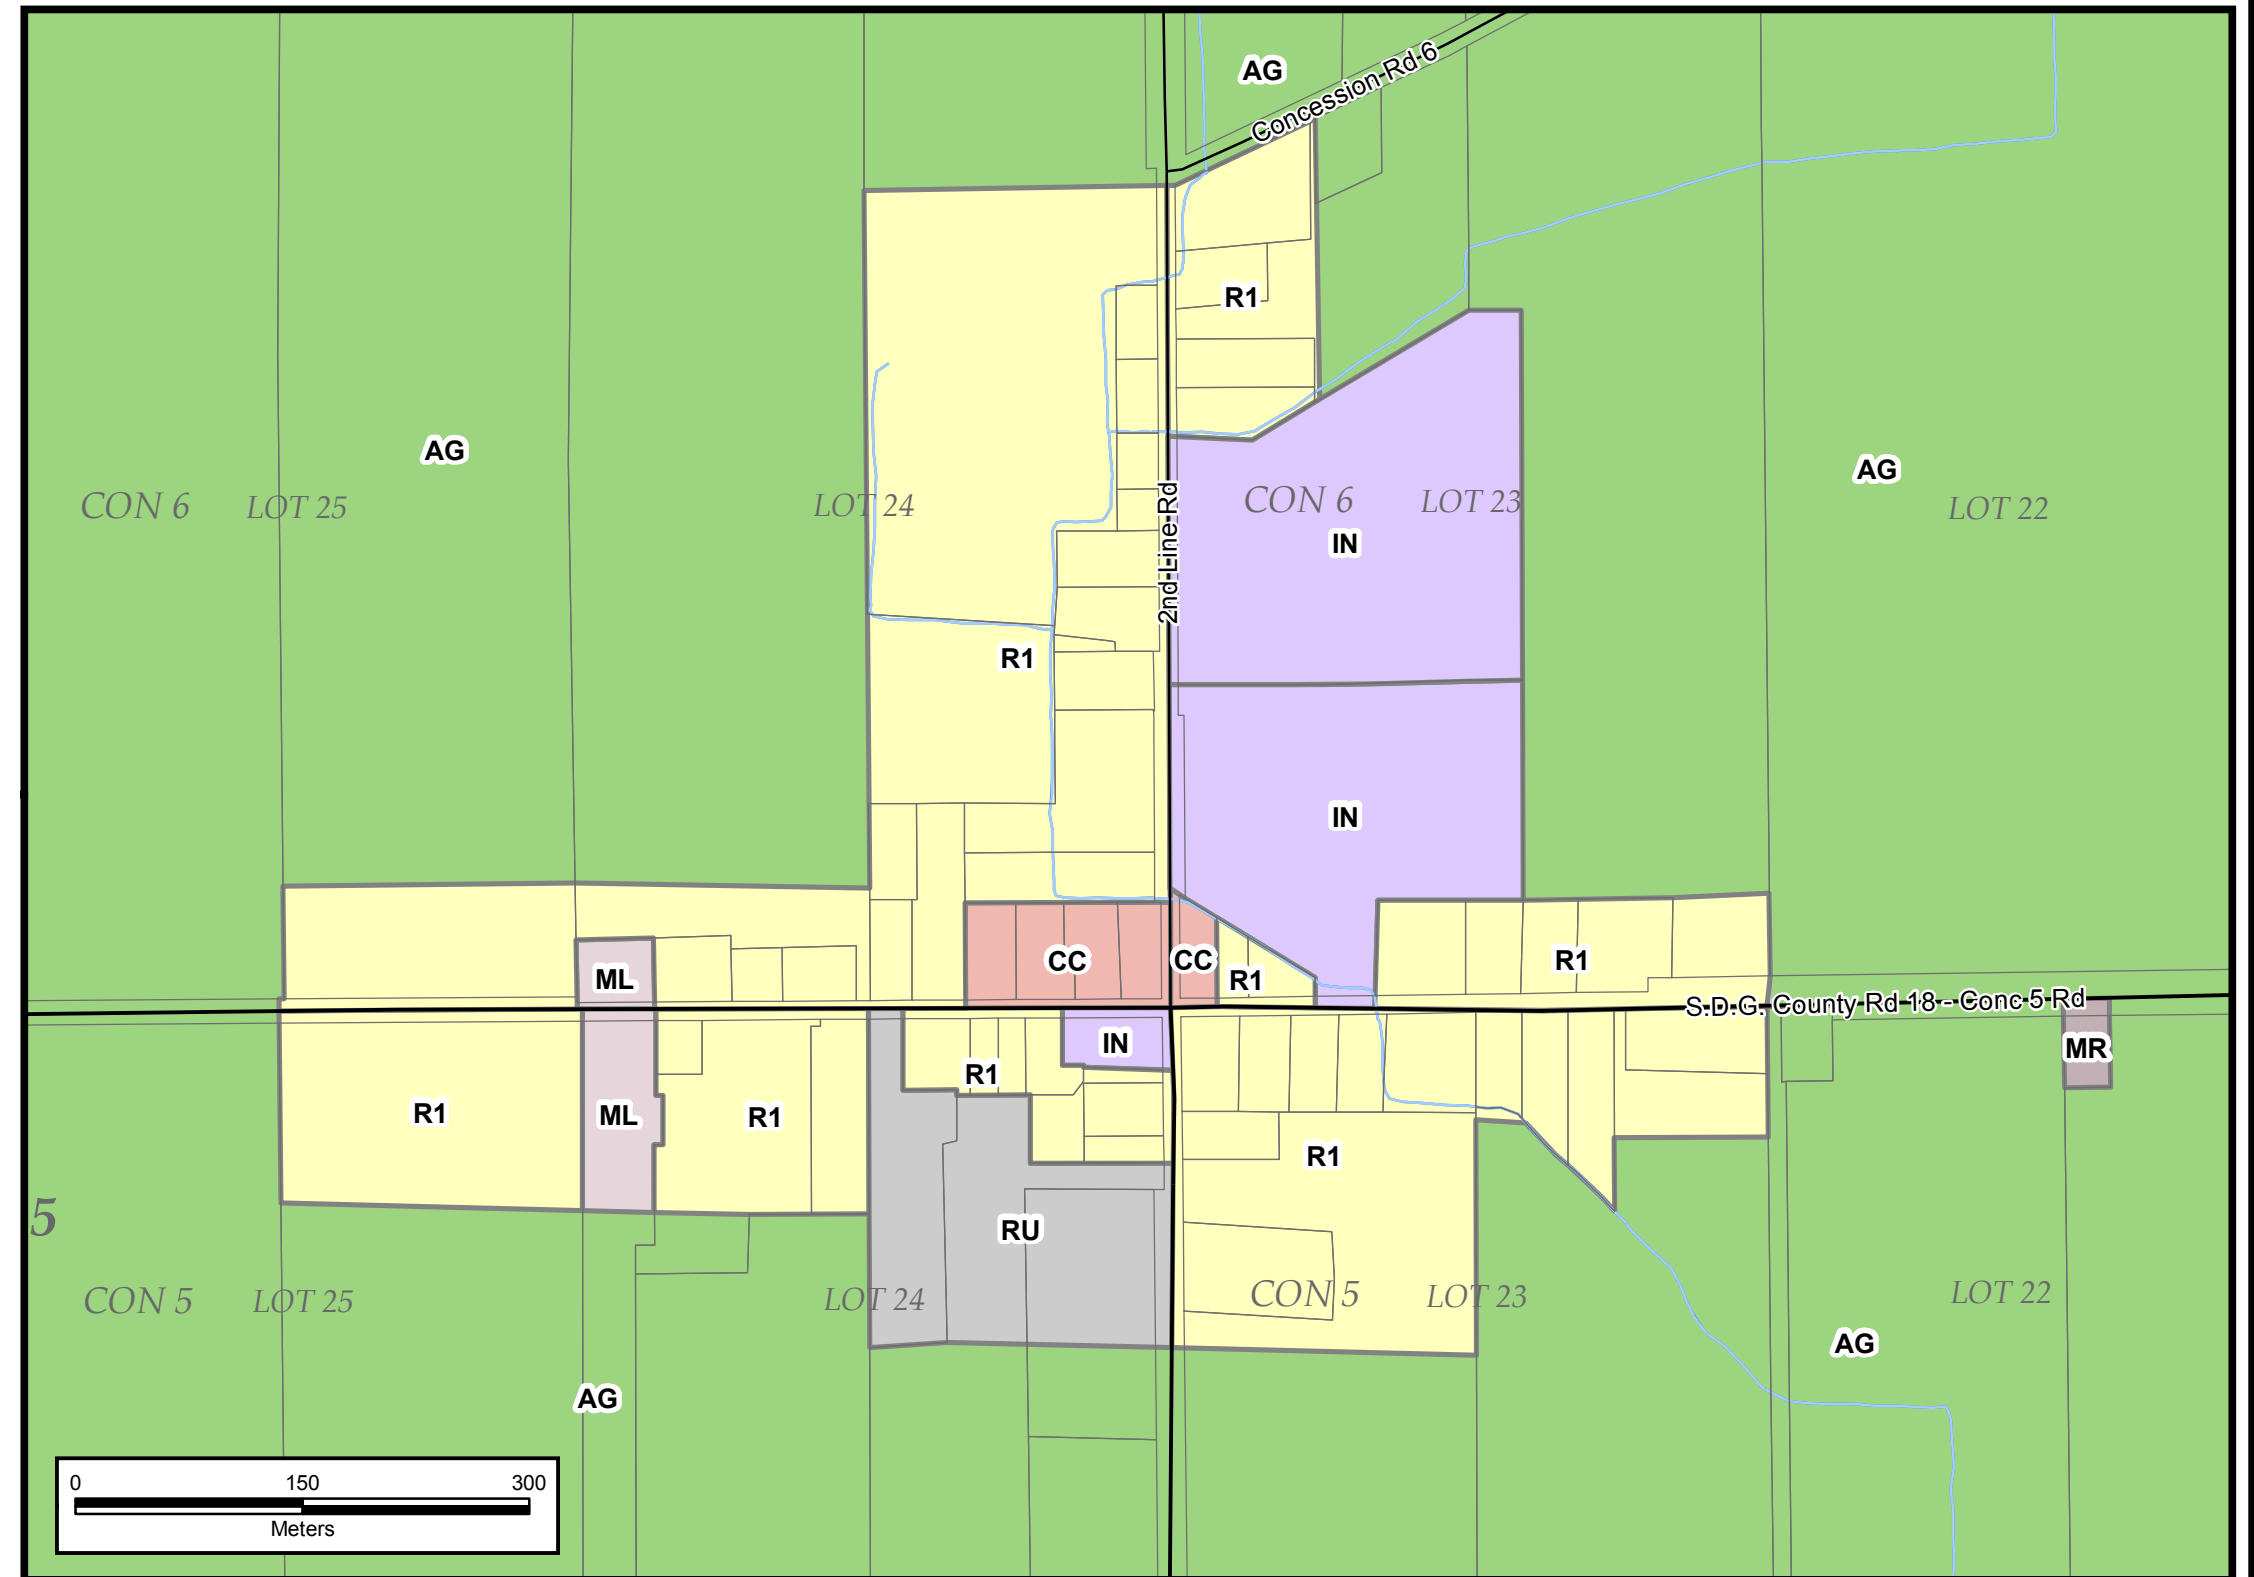 AG
Concession Rd 6
R1
AG
AG
CON 6
LOT 25
LOT 24
2nd Line Rd
CON 6
LOT 23
LOT 22
IN
R1
IN
ML
CC
CC
R1
R1
S.D.G. County Rd 18 - Conc 5 Rd
IN
MR
R1
R1
ML
R1
R1
5
RU
CON 5
LOT 25
LOT 24
CON 5
LOT 23
LOT 22
AG
AG
0 150 300
Meters